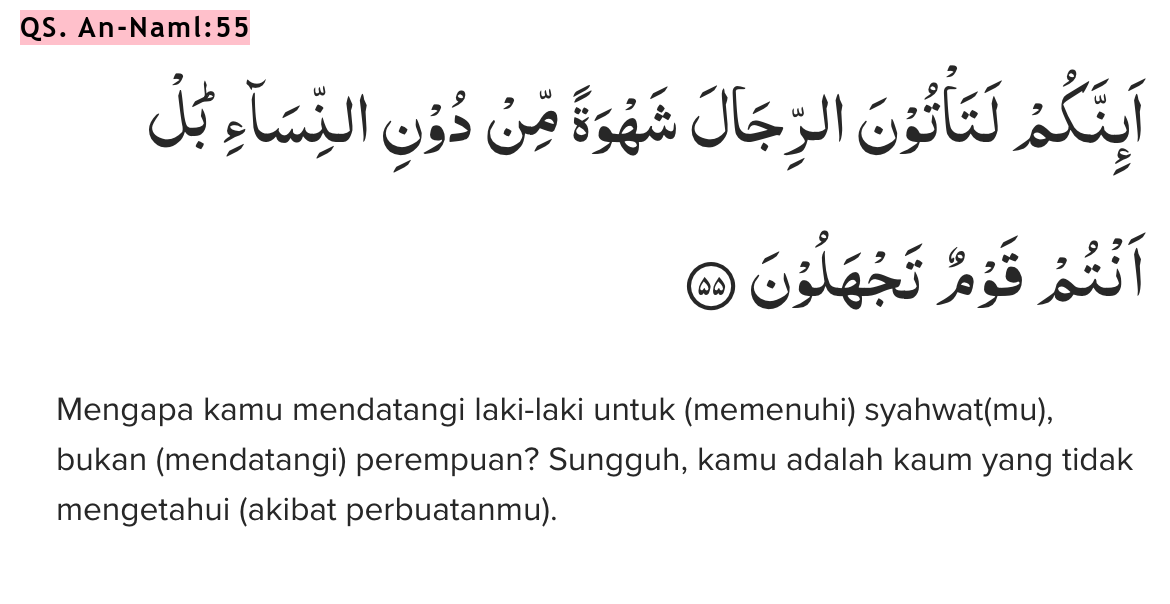 QS. An-Naml:55
اَىِٕنَّكُمْ لَتَأْتُوْنَ الرِّجَالَ شَهْوَةً مِّنْ دُوْنِ النِّسَاۤءِ ۗبَلْ
اَنْتُمْ قَوْمٌ تَجْهَلُوْنَ ۝٥٥
Mengapa kamu mendatangi laki-laki untuk (memenuhi) syahwat(mu),
bukan (mendatangi) perempuan? Sungguh, kamu adalah kaum yang tidak
mengetahui (akibat perbuatanmu).